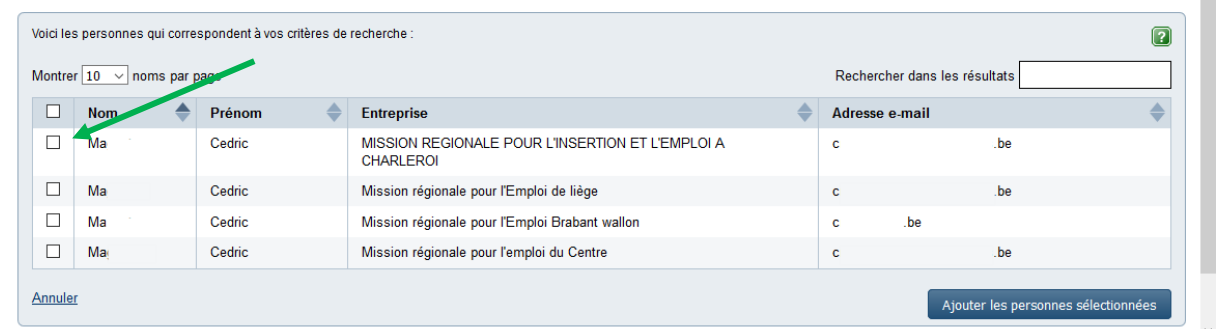 Voici les personnes qui correspondent à vos critères de recherche :
Montrer 10 noms par page
Rechercher dans les résultats
Nom Prénom Entreprise Adresse e-mail
Ma Cedric MISSION REGIONALE POUR L'INSERTION ET L'EMPLOI A CHARLEROI c .be
Ma Cedric Mission régionale pour l'Emploi de liège c .be
Ma Cedric Mission régionale pour l'Emploi Brabant wallon c .be
Ma Cedric Mission régionale pour l'emploi du Centre c .be
Annuler
Ajouter les personnes sélectionnées